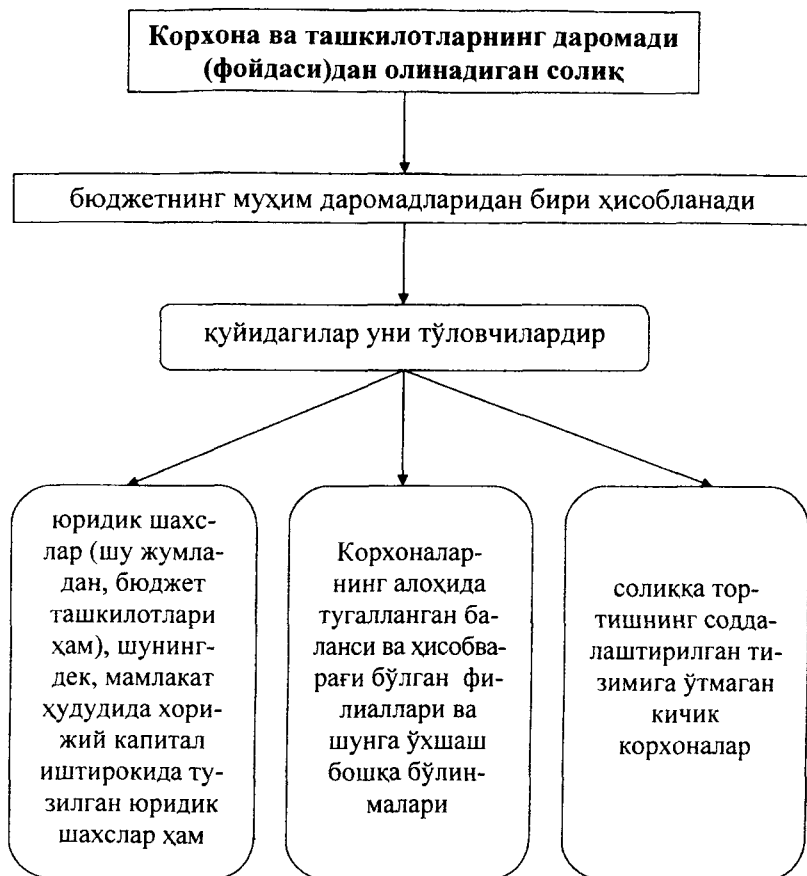 Корхона ва ташкилотларнинг даромади
(фойдаси)дан олинадиган солиқ
бюджетнинг муҳим даромадларидан бири ҳисобланади
қуйидагилар уни тўловчилардир
юридик шахс-
лар (шу жумла-
дан, бюджет
ташкилотлари
ҳам), шунинг-
дек, мамлакат
ҳудудида хори-
жий капитал
иштирокида ту-
зилган юридик
шахслар ҳам
Корхоналар-
нинг алоҳида
тугалланган ба-
ланси ва ҳисобва-
рағи бўлган фи-
лиаллари ва
шунга ўхшаш
бошқа бўлин-
малари
солиққа тор-
тишнинг содда-
лаштирилган ти-
зимига ўтмаган
кичик
корхоналар